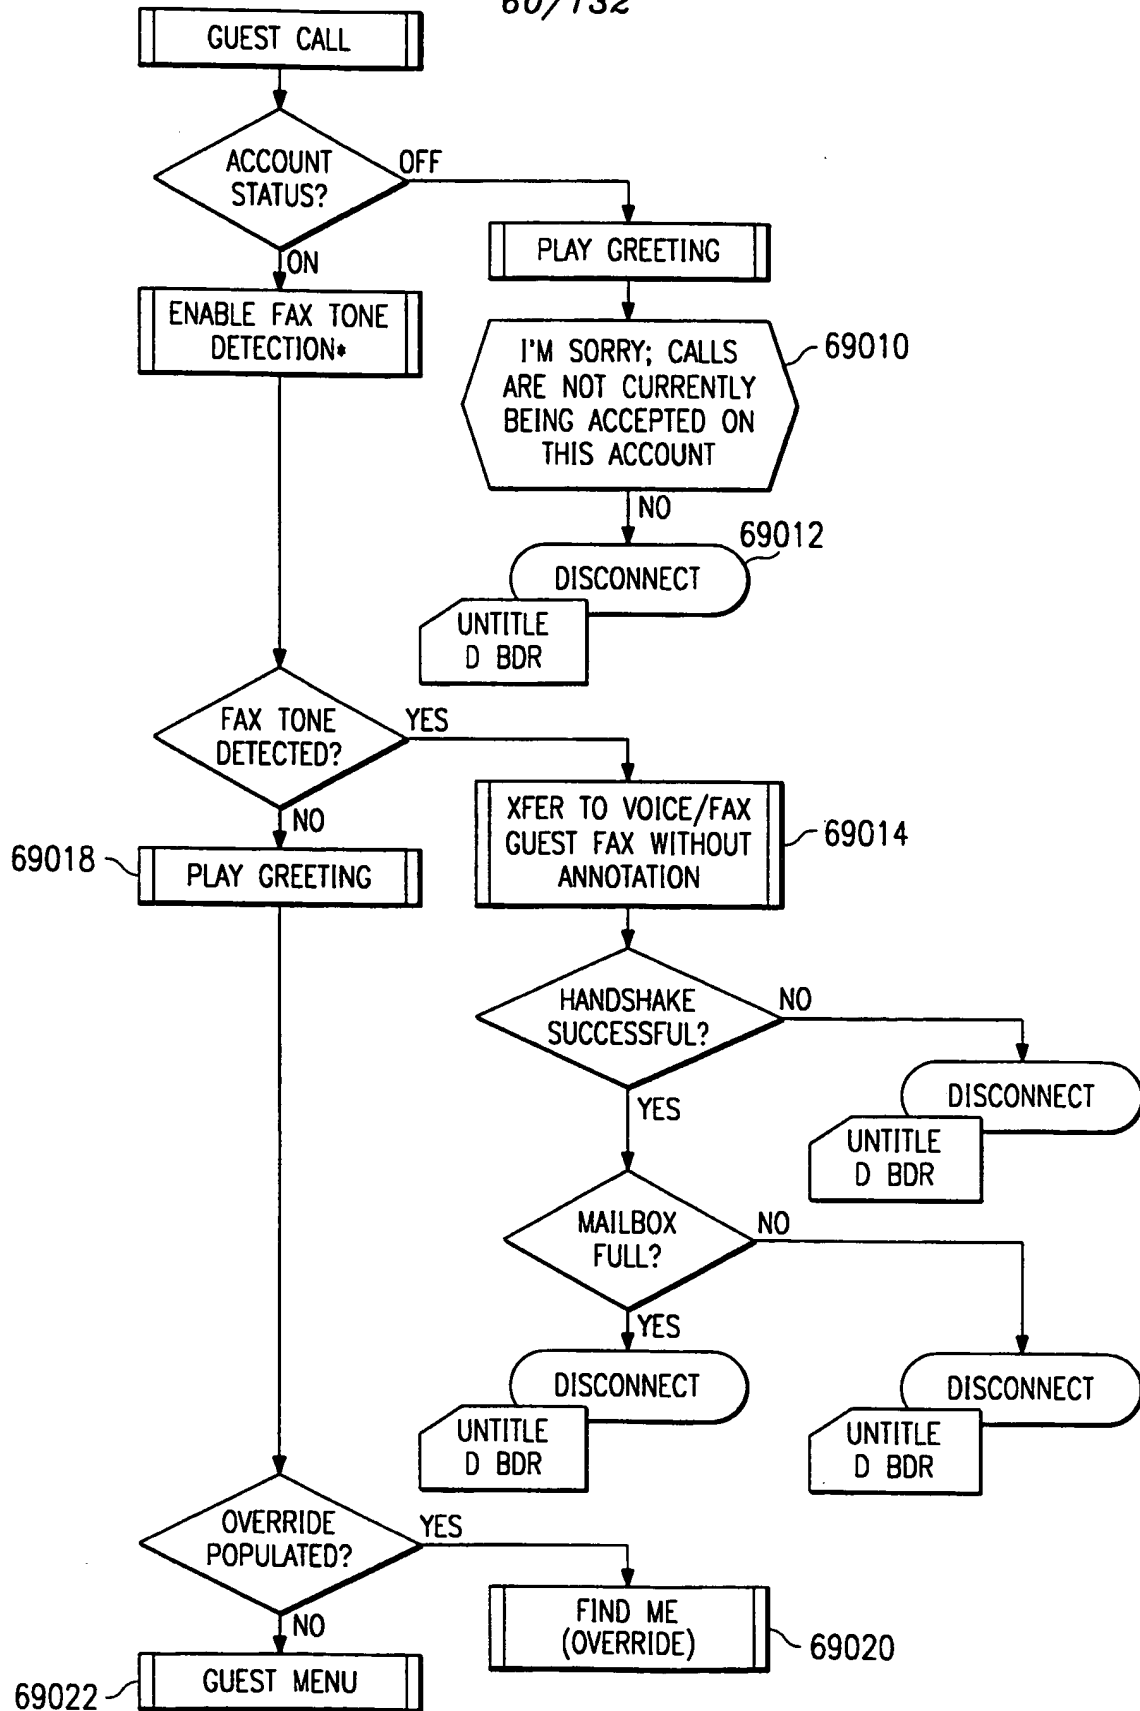 60/132
GUEST CALL
ACCOUNT
STATUS?
OFF
ON
PLAY GREETING
ENABLE FAX TONE
DETECTION*
I'M SORRY; CALLS
ARE NOT CURRENTLY
BEING ACCEPTED ON
THIS ACCOUNT
69010
NO
69012
DISCONNECT
UNTITLE
D BDR
FAX TONE
DETECTED?
YES
NO
XFER TO VOICE/FAX
GUEST FAX WITHOUT
ANNOTATION
69014
69018
PLAY GREETING
HANDSHAKE
SUCCESSFUL?
NO
YES
DISCONNECT
UNTITLE
D BDR
MAILBOX
FULL?
NO
YES
DISCONNECT
UNTITLE
D BDR
DISCONNECT
UNTITLE
D BDR
OVERRIDE
POPULATED?
YES
NO
FIND ME
(OVERRIDE)
69020
GUEST MENU
69022